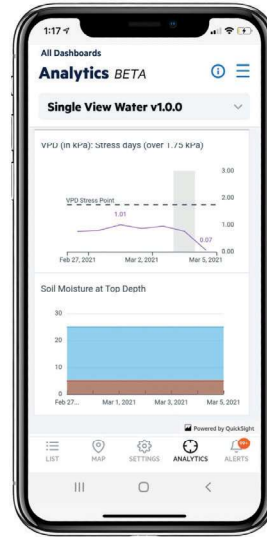 1:17
All Dashboards
Analytics BETA
Single View Water v1.0.0
VPD (in kPa): Stress days (over 1.75 kPa)
3.00
VPD Stress Point
2.00
1.01
1.00
0.07
0.00
Feb 27, 2021 Mar 2, 2021 Mar 5, 2021
Soil Moisture at Top Depth
30
20
10
0
Feb 27... Mar 1, 2021 Mar 3, 2021 Mar 5, 2021
Powered by QuickSight
99+
LIST MAP SETTINGS ANALYTICS ALERTS